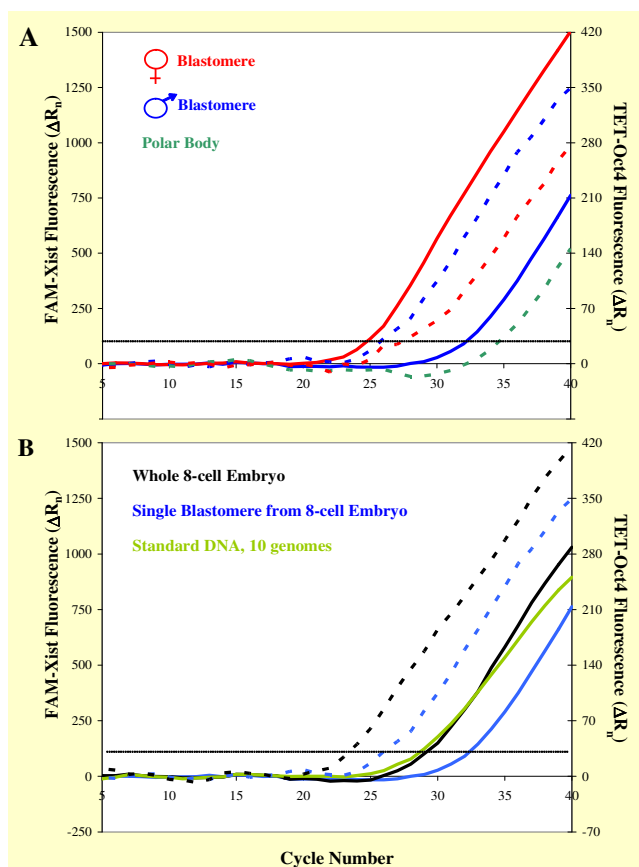 A
1500
1250
1000
750
500
250
0
FAM-Xist Fluorescence (ΔRn)
Blastomere
Blastomere
Polar Body
420
350
280
210
140
70
0
TET-Oct4 Fluorescence (ΔRn)
5 10 15 20 25 30 35 40
B
1500
1250
1000
750
500
250
0
-250
FAM-Xist Fluorescence (ΔRn)
Whole 8-cell Embryo
Single Blastomere from 8-cell Embryo
Standard DNA, 10 genomes
420
350
280
210
140
70
0
-70
TET-Oct4 Fluorescence (ΔRn)
5 10 15 20 25 30 35 40
Cycle Number